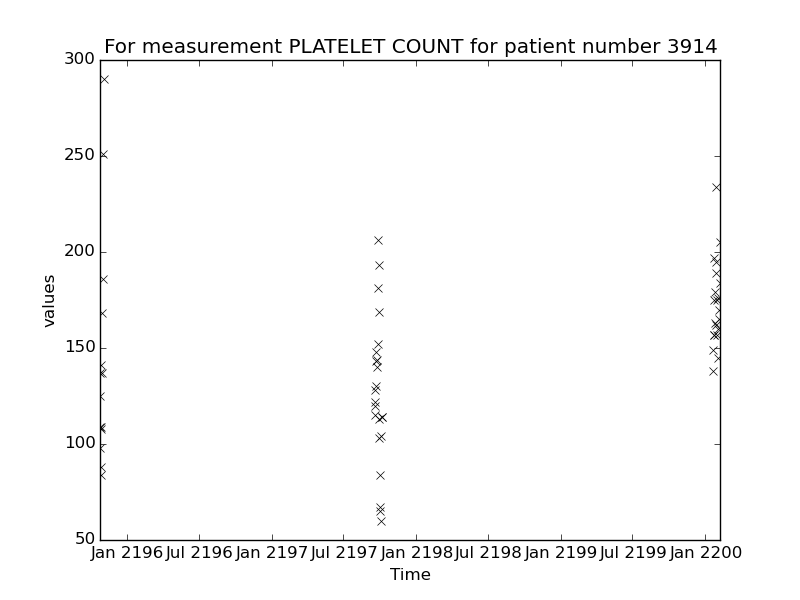 For measurement PLATELET COUNT for patient number 3914
300
250
200
150
100
50
values
Jan 2196 Jul 2196 Jan 2197 Jul 2197 Jan 2198 Jul 2198 Jan 2199 Jul 2199 Jan 2200
Time